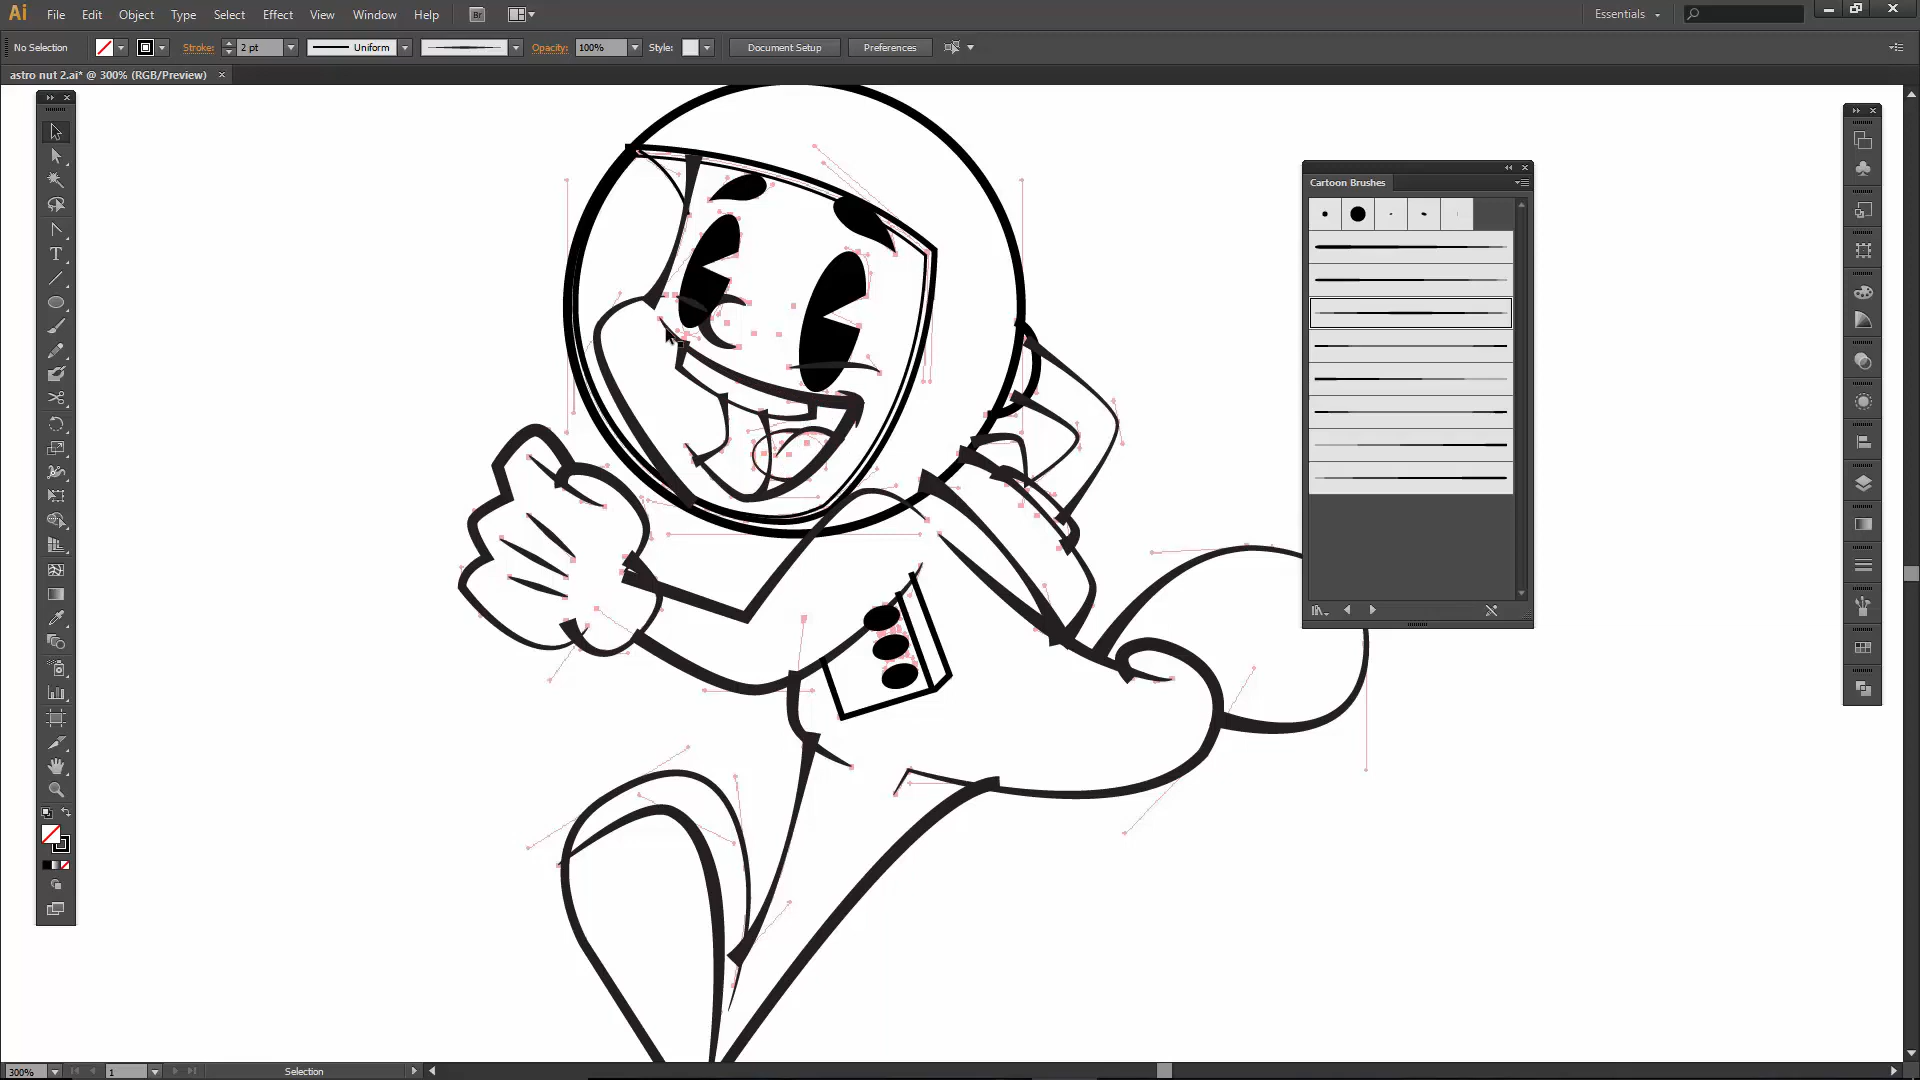 Ai File Edit Object Type Select Effect View Window Help Br Essentials
No Selection Stroke: 2 pt Uniform Opacity: 100% Style: Document Setup Preferences
astro nut 2.ai* @ 300% (RGB/Preview)
Cartoon Brushes
300% 1 Selection